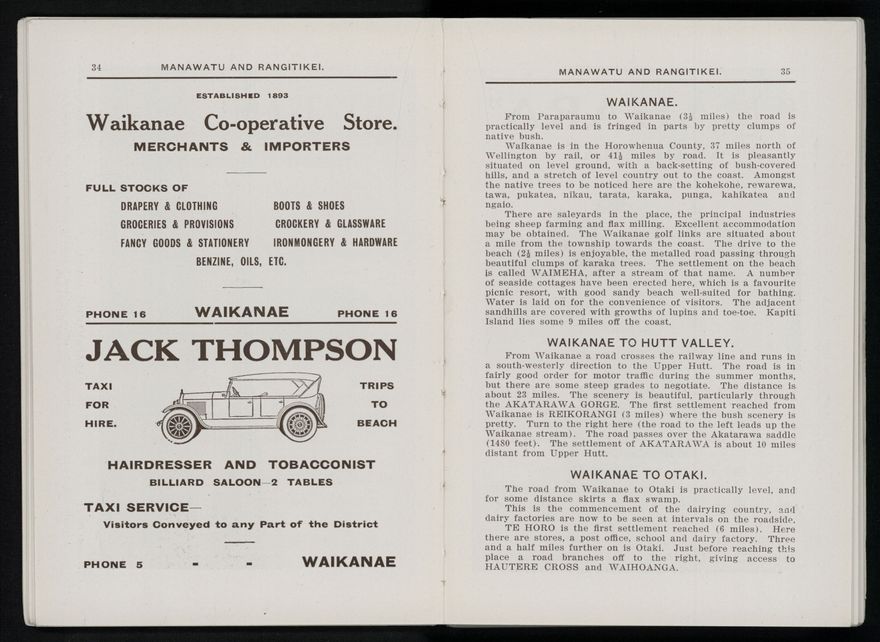 34 MANAWATU AND RANGITIKEI.
ESTABLISHED 1893
Waikanae Co-operative Store.
MERCHANTS & IMPORTERS
FULL STOCKS OF
DRAPERY & CLOTHING BOOTS & SHOES
GROCERIES & PROVISIONS CROCKERY & GLASSWARE
FANCY GOODS & STATIONERY IRONMONGERY & HARDWARE
BENZINE, OILS, ETC.
PHONE 16 WAIKANAE PHONE 16
JACK THOMPSON
TAXI TRIPS
FOR TO
HIRE. BEACH
HAIRDRESSER AND TOBACCONIST
BILLIARD SALOON—2 TABLES
TAXI SERVICE—
Visitors Conveyed to any Part of the District
PHONE 5 - - WAIKANAE
MANAWATU AND RANGITIKEI. 35
WAIKANAE.
From Paraparaumu to Waikanae (3½ miles) the road is
practically level and is fringed in parts by pretty clumps of
native bush.
Waikanae is in the Horowhenua County, 37 miles north of
Wellington by rail, or 41½ miles by road. It is pleasantly
situated on level ground, with a back-setting of bush-covered
hills, and a stretch of level country out to the coast. Amongst
the native trees to be noticed here are the kohekohe, rewarewa,
tawa, pukatea, nikau, tarata, karaka, punga, kahikatea and
ngaio.
There are saleyards in the place, the principal industries
being sheep farming and flax milling. Excellent accommodation
may be obtained. The Waikanae golf links are situated about
a mile from the township towards the coast. The drive to the
beach (2½ miles) is enjoyable, the metalled road passing through
beautiful clumps of karaka trees. The settlement on the beach
is called WAIMEHA, after a stream of that name. A number
of seaside cottages have been erected here, which is a favourite
picnic resort, with good sandy beach well-suited for bathing.
Water is laid on for the convenience of visitors. The adjacent
sandhills are covered with growths of lupins and toe-toe. Kapiti
Island lies some 9 miles off the coast.
WAIKANAE TO HUTT VALLEY.
From Waikanae a road crosses the railway line and runs in
a south-westerly direction to the Upper Hutt. The road is in
fairly good order for motor traffic during the summer months,
but there are some steep grades to negotiate. The distance is
about 23 miles. The scenery is beautiful, particularly through
the AKATARAWA GORGE. The first settlement reached from
Waikanae is REIKORANGI (3 miles) where the bush scenery is
pretty. Turn to the right here (the road to the left leads up the
Waikanae stream). The road passes over the Akatarawa saddle
(1480 feet). The settlement of AKATARAWA is about 10 miles
distant from Upper Hutt.
WAIKANAE TO OTAKI.
The road from Waikanae to Otaki is practically level, and
for some distance skirts a flax swamp.
This is the commencement of the dairying country, and
dairy factories are now to be seen at intervals on the roadside.
TE HORO is the first settlement reached (6 miles). Here
there are stores, a post office, school and dairy factory. Three
and a half miles further on is Otaki. Just before reaching this
place a road branches off to the right, giving access to
HAUTERE CROSS and WAIHOANGA.